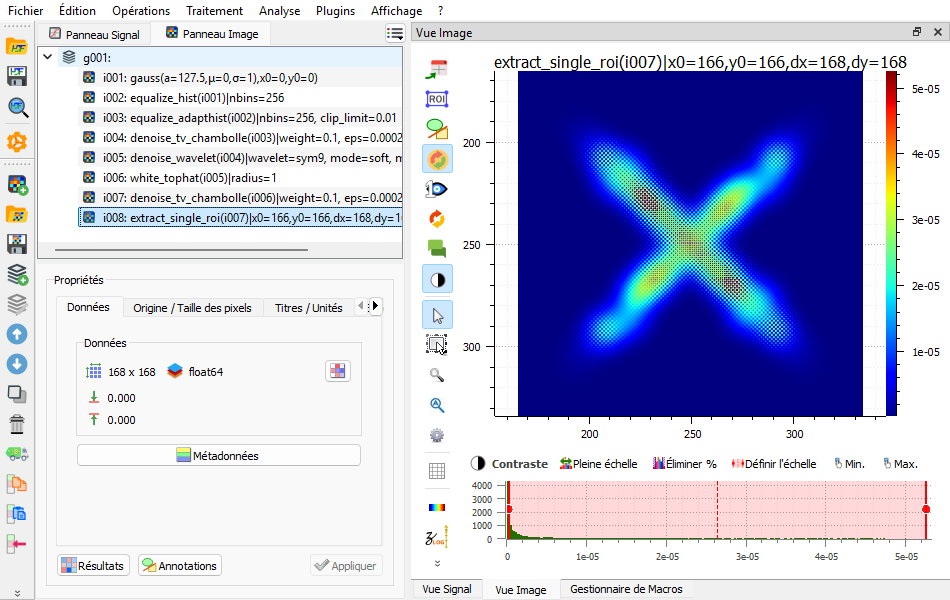 Fichier Édition Opérations Traitement Analyse Plugins Affichage ?
Panneau Signal Panneau Image
g001:
i001: gauss(a=127.5,μ=0,σ=1),x0=0,y0=0)
i002: equalize_hist(i001)|nbins=256
i003: equalize_adapthist(i002)|nbins=256, clip_limit=0.01
i004: denoise_tv_chambolle(i003)|weight=0.1, eps=0.0002
i005: denoise_wavelet(i004)|wavelet=sym9, mode=soft, m
i006: white_tophat(i005)|radius=1
i007: denoise_tv_chambolle(i006)|weight=0.1, eps=0.0002
i008: extract_single_roi(i007)|x0=166,y0=166,dx=168,dy=1
Propriétés
Données Origine / Taille des pixels Titres / Unités
Données
168 x 168 float64
0.000
0.000
Métadonnées
Résultats Annotations Appliquer
Vue Image
ROI
LOG
extract_single_roi(i007)|x0=166,y0=166,dx=168,dy=168
200
250
300
200 250 300
5e-05
4e-05
3e-05
2e-05
1e-05
Contraste Pleine échelle Éliminer % Définir l'échelle Min. Max.
4000
3000
2000
1000
0
0 1e-05 2e-05 3e-05 4e-05 5e-05
Vue Signal Vue Image Gestionnaire de Macros